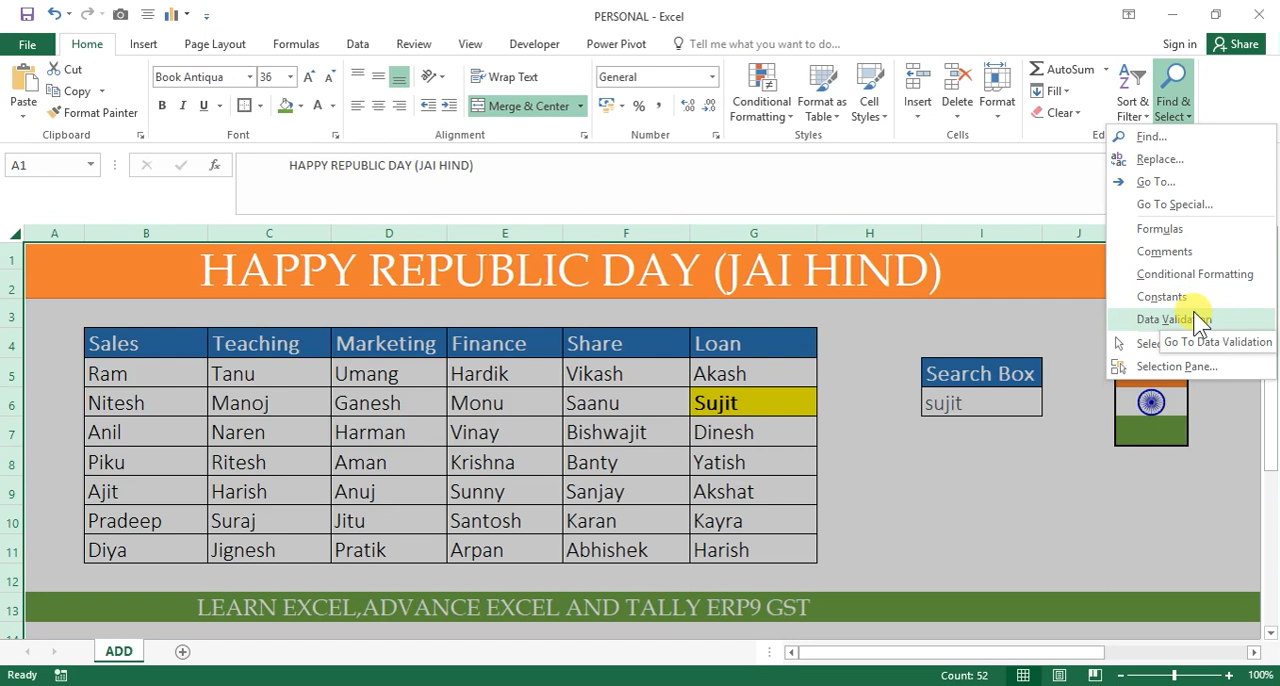 PERSONAL - Excel
File Home Insert Page Layout Formulas Data Review View Developer Power Pivot Tell me what you want to do... Sign in Share
Paste
Cut
Copy
Format Painter
Clipboard
Book Antiqua 36
B I U
Font
Wrap Text
Merge & Center
Alignment
General
%
Number
Conditional Formatting
Format as Table
Cell Styles
Styles
Insert Delete Format
Cells
AutoSum
Fill
Clear
Sort & Filter
Find & Select
Find...
Replace...
Go To...
Go To Special...
Formulas
Comments
Conditional Formatting
Constants
Go To Data Validation
Selection Pane...
A1 fx HAPPY REPUBLIC DAY (JAI HIND)
A B C D E F G H I J
1
2
HAPPY REPUBLIC DAY (JAI HIND)
3
4 Sales Teaching Marketing Finance Share Loan
5 Ram Tanu Umang Hardik Vikash Akash Search Box
6 Nitesh Manoj Ganesh Monu Saanu Sujit sujit
7 Anil Naren Harman Vinay Bishwajit Dinesh
8 Piku Ritesh Aman Krishna Banty Yatish
9 Ajit Harish Anuj Sunny Sanjay Akshat
10 Pradeep Suraj Jitu Santosh Karan Kayra
11 Diya Jignesh Pratik Arpan Abhishek Harish
12
13 LEARN EXCEL,ADVANCE EXCEL AND TALLY ERP9 GST
ADD
Ready Count: 52 100%